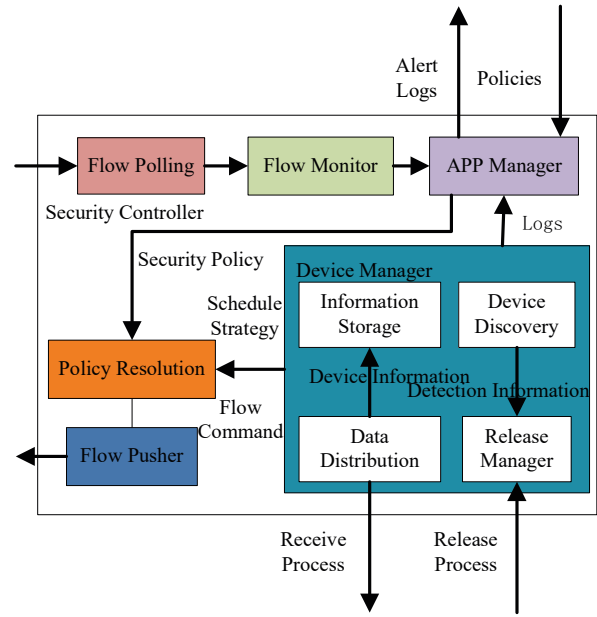 Alert
Logs
Policies
Flow Polling
Flow Monitor
APP Manager
Security Controller
Logs
Security Policy
Device Manager
Information
Storage
Device
Discovery
Schedule
Strategy
Policy Resolution
Device Information
Detection Information
Flow
Command
Flow Pusher
Data
Distribution
Release
Manager
Receive
Process
Release
Process